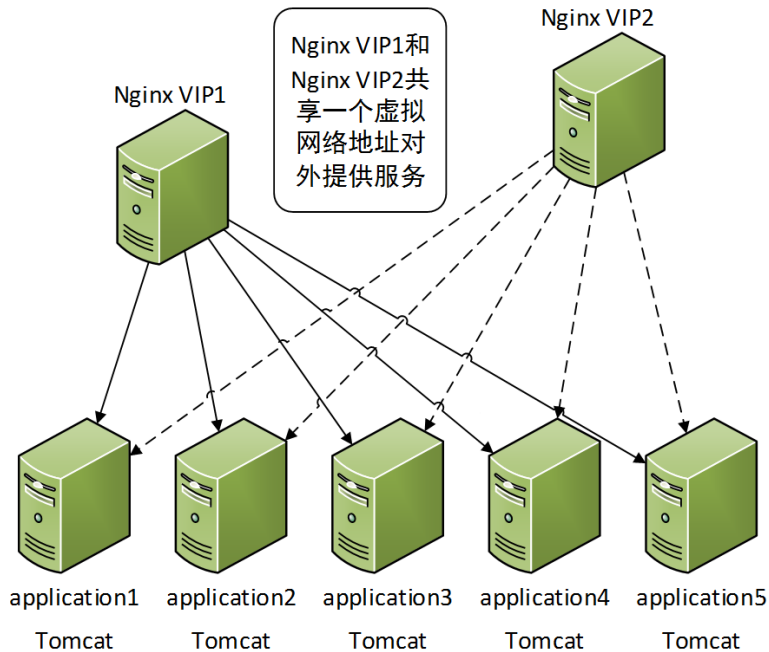 Nginx VIP2
Nginx VIP1和
Nginx VIP2共
享一个虚拟
网络地址对
外提供服务
Nginx VIP1
application1
application2
application3
application4
application5
Tomcat
Tomcat
Tomcat
Tomcat
Tomcat